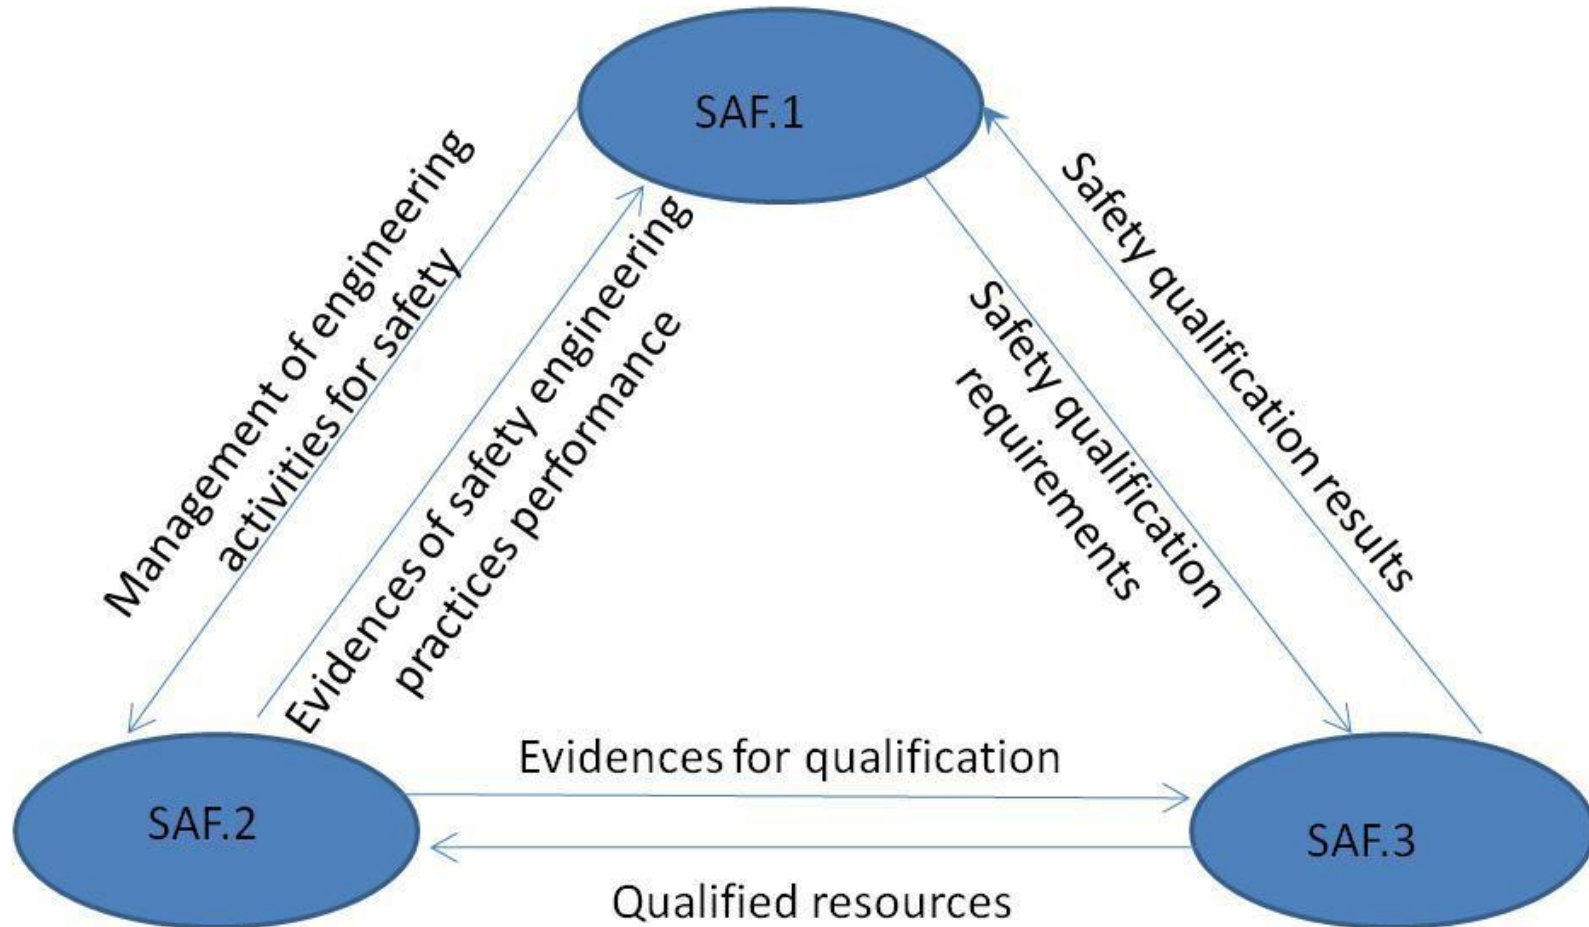 SAF.1
Management of engineering
activities for safety
Evidences of safety engineering
practices performance
Safety qualification
requirements
Safety qualification results
Evidences for qualification
SAF.2
SAF.3
Qualified resources